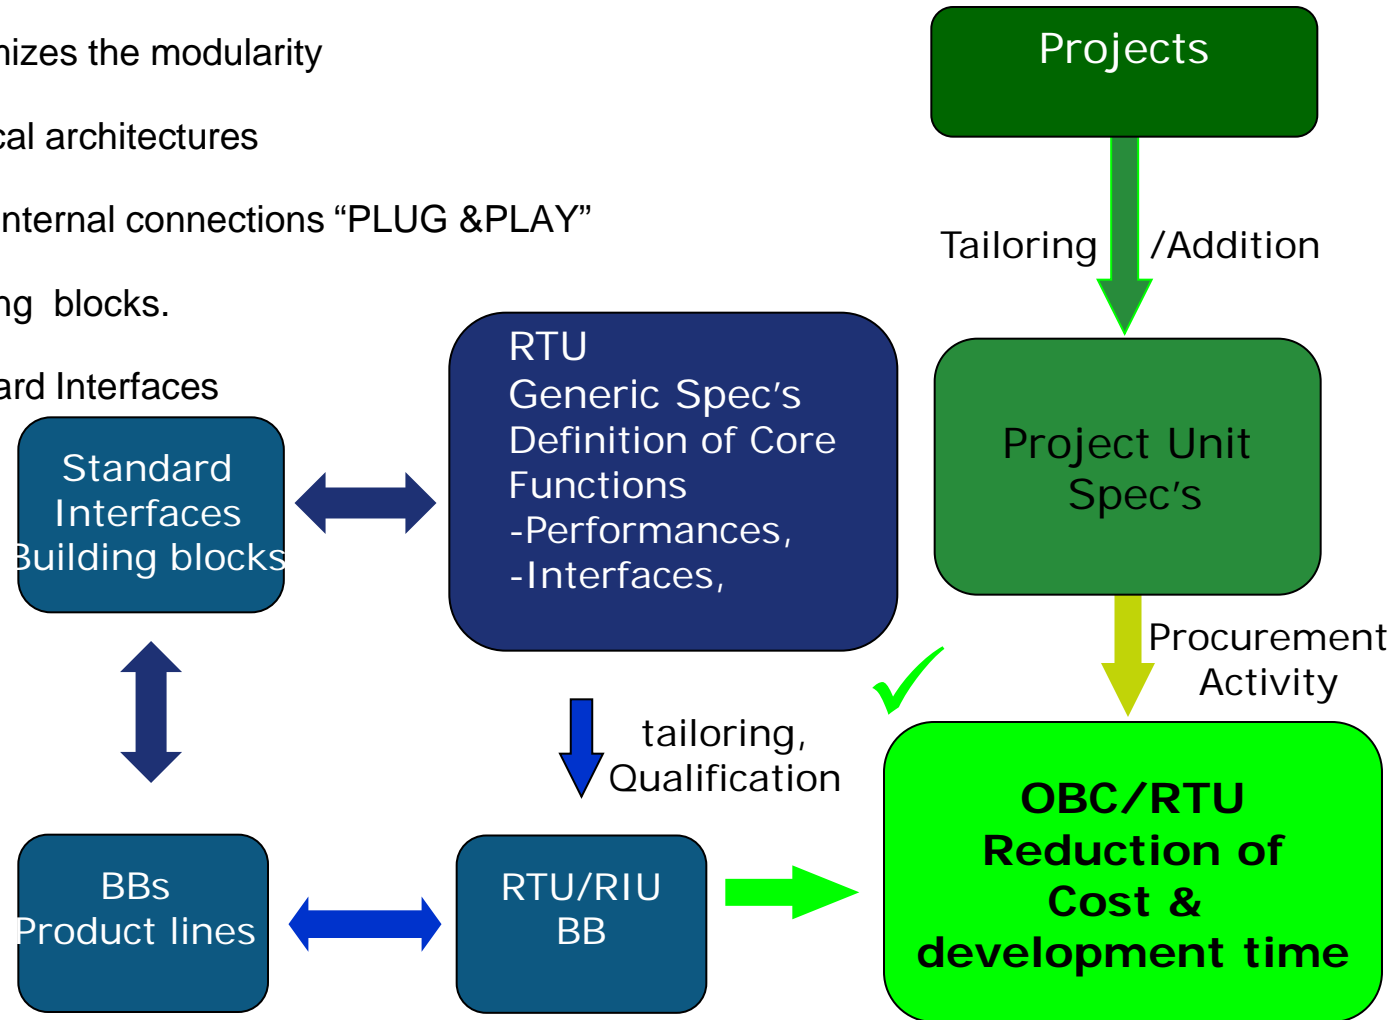 nizes the modularity
cal architectures
nternal connections “PLUG &PLAY”
ng blocks.
ard Interfaces
Projects
Tailoring /Addition
RTU
Generic Spec’s
Definition of Core
Functions
-Performances,
-Interfaces,
Project Unit
Spec’s
Standard
Interfaces
Building blocks
Procurement
Activity
tailoring,
Qualification
BBs
Product lines
RTU/RIU
BB
OBC/RTU
Reduction of
Cost &
development time